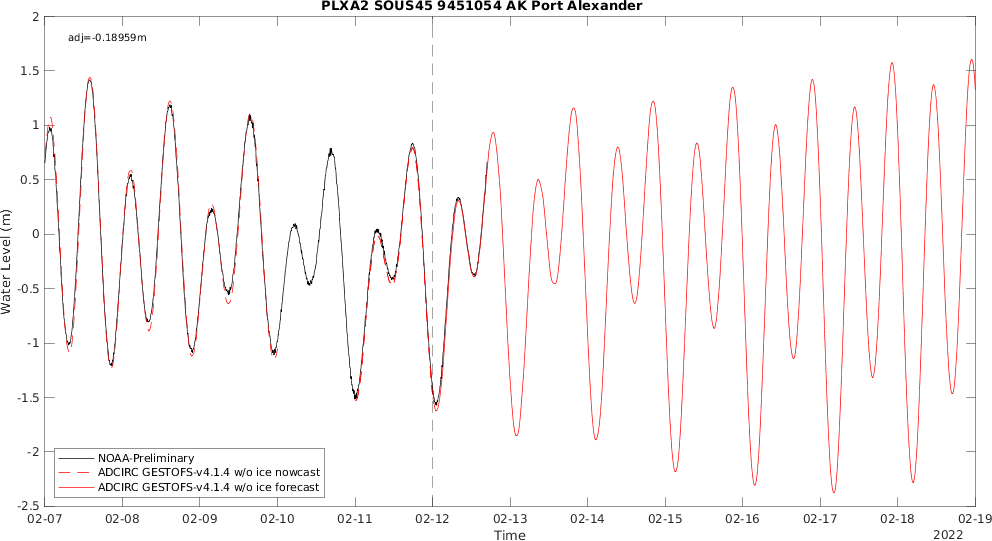 PLXA2 SOUS45 9451054 AK Port Alexander
adj=-0.18959m
2
1.5
1
0.5
0
-0.5
-1
-1.5
-2
-2.5
Water Level (m)
NOAA-Preliminary
ADCIRC GESTOFS-v4.1.4 w/o ice nowcast
ADCIRC GESTOFS-v4.1.4 w/o ice forecast
02-07 02-08 02-09 02-10 02-11 02-12 02-13 02-14 02-15 02-16 02-17 02-18 02-19
Time
2022